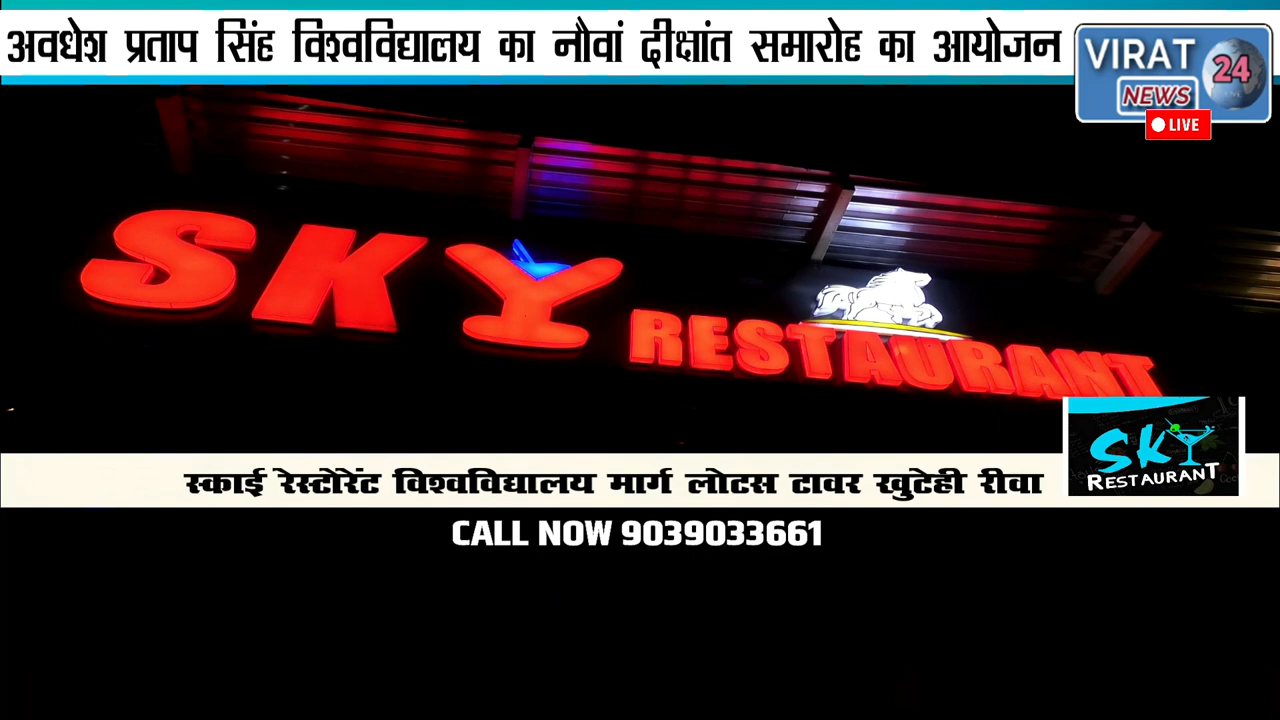 अवधेश प्रताप सिंह विश्वविद्यालय का नौवां दीक्षांत समारोह का आयोजन
VIRAT
24
NEWS
LIVE
SKY
RESTAURANT
SKY
RESTAURANT
स्काई रेस्टोरेंट विश्वविद्यालय मार्ग लोटस टावर खुटेही रीवा
CALL NOW 9039033661